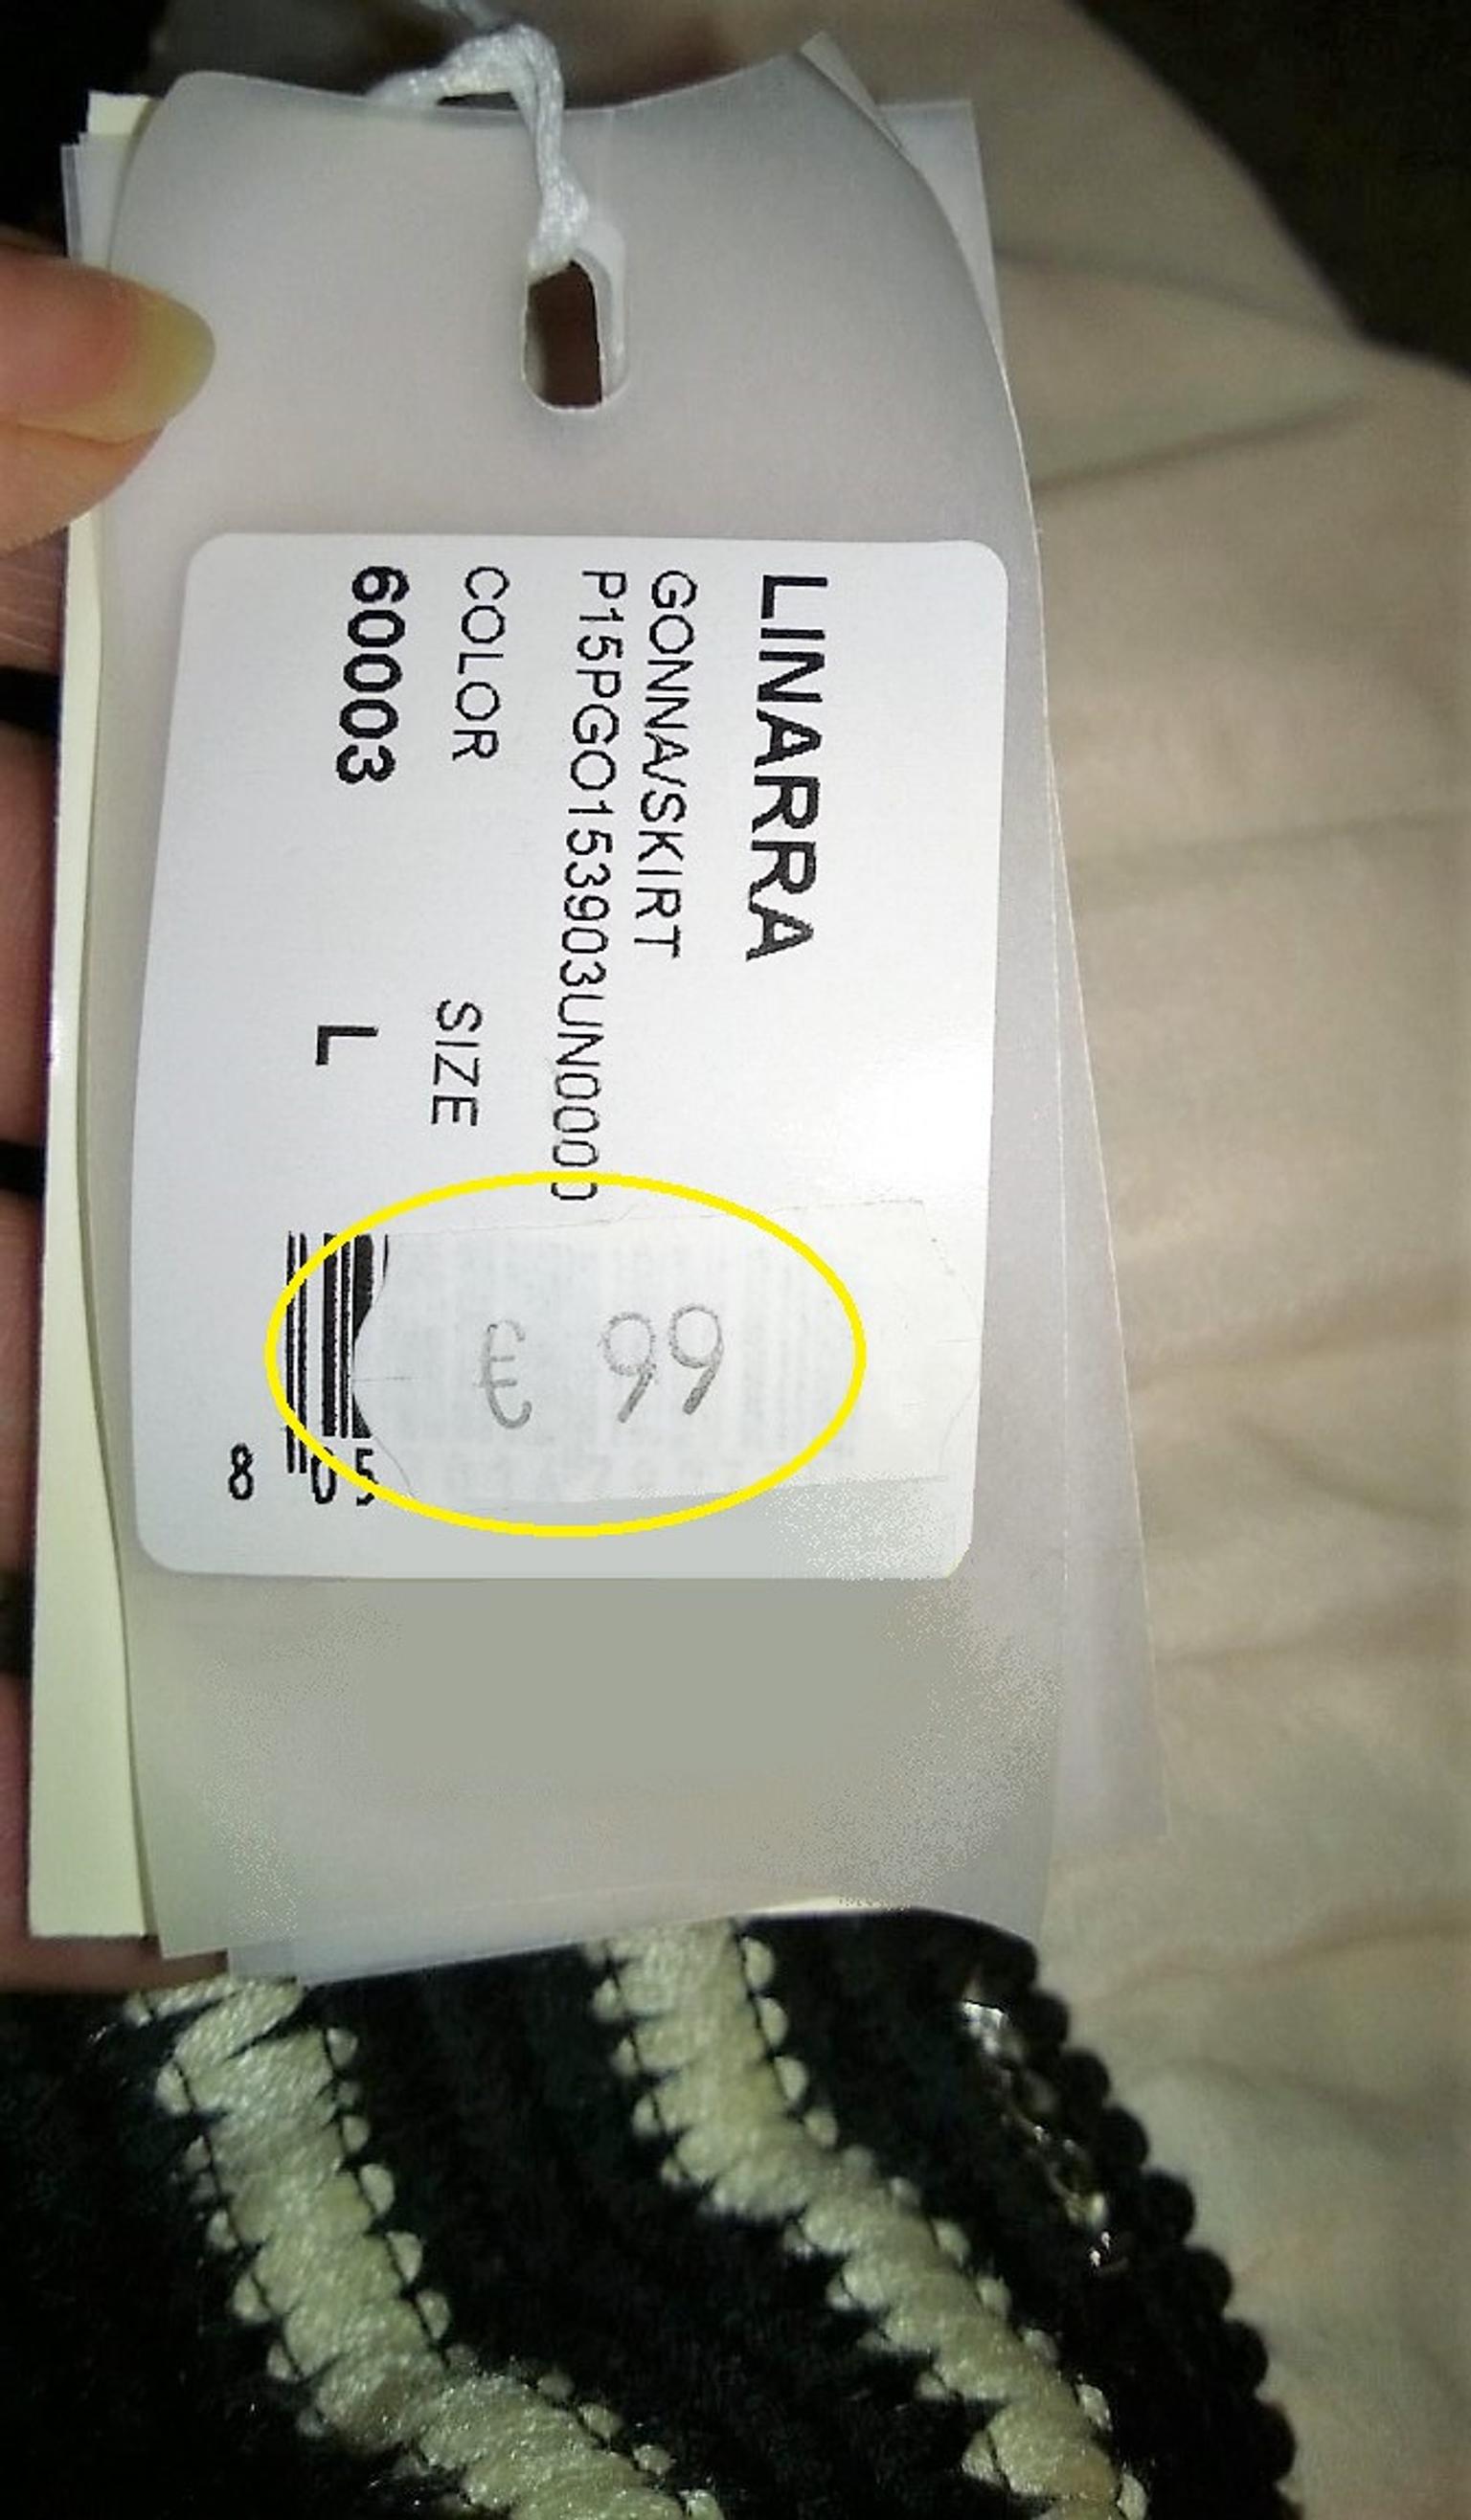 LINARRA
GONNA/SKIRT
P15PGO153903UN0000
COLOR SIZE
60003 L
€ 99
8 05